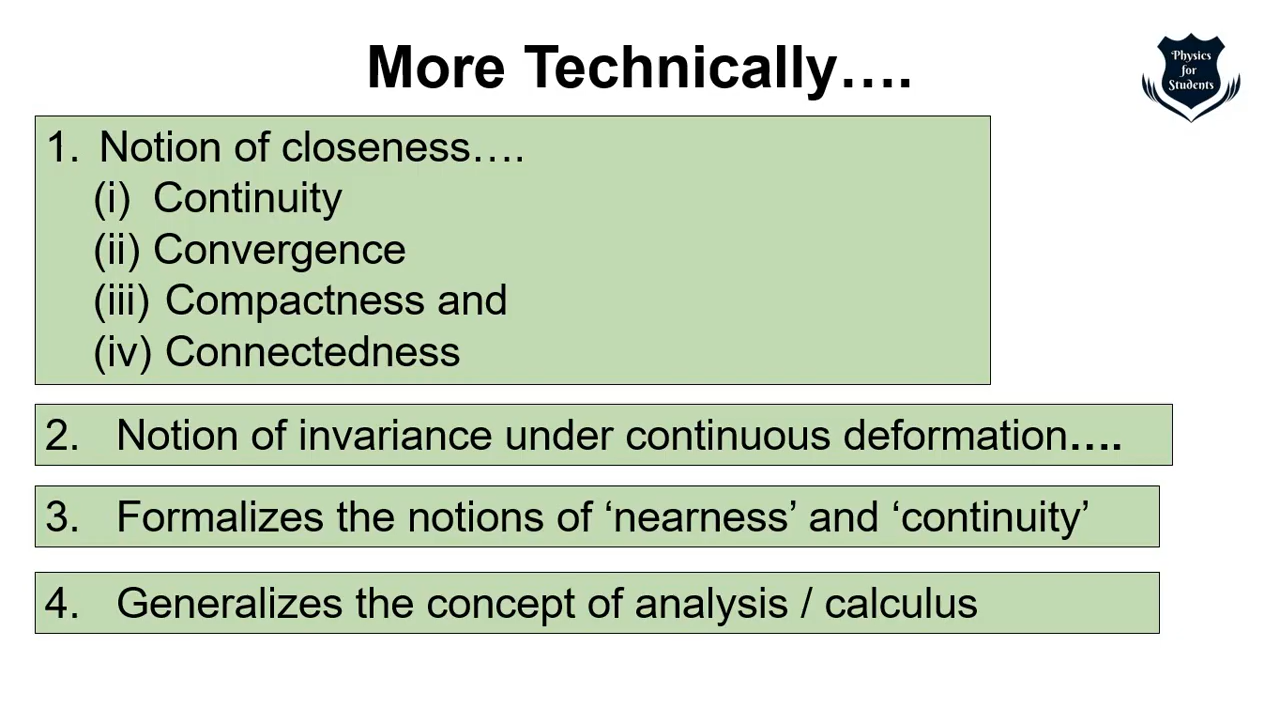 More Technically….
Physics
for
Students
1. Notion of closeness….
(i) Continuity
(ii) Convergence
(iii) Compactness and
(iv) Connectedness
2. Notion of invariance under continuous deformation….
3. Formalizes the notions of ‘nearness’ and ‘continuity’
4. Generalizes the concept of analysis / calculus